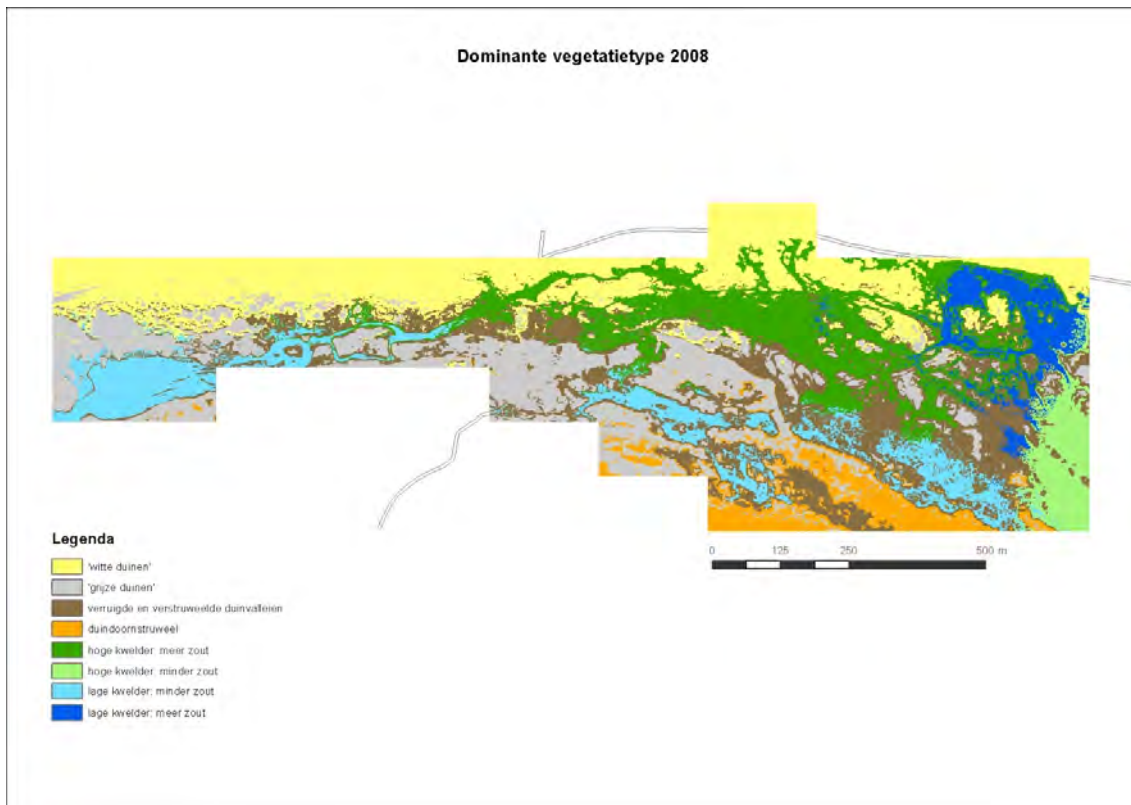 Dominante vegetatietype 2008
Legenda
'witte duinen'
'grijze duinen'
verruigde en verstruweelde duinvalleien
duindoornstruweel
hoge kwelder: meer zout
hoge kwelder: minder zout
lage kwelder: minder zout
lage kwelder: meer zout
0 125 250 500 m